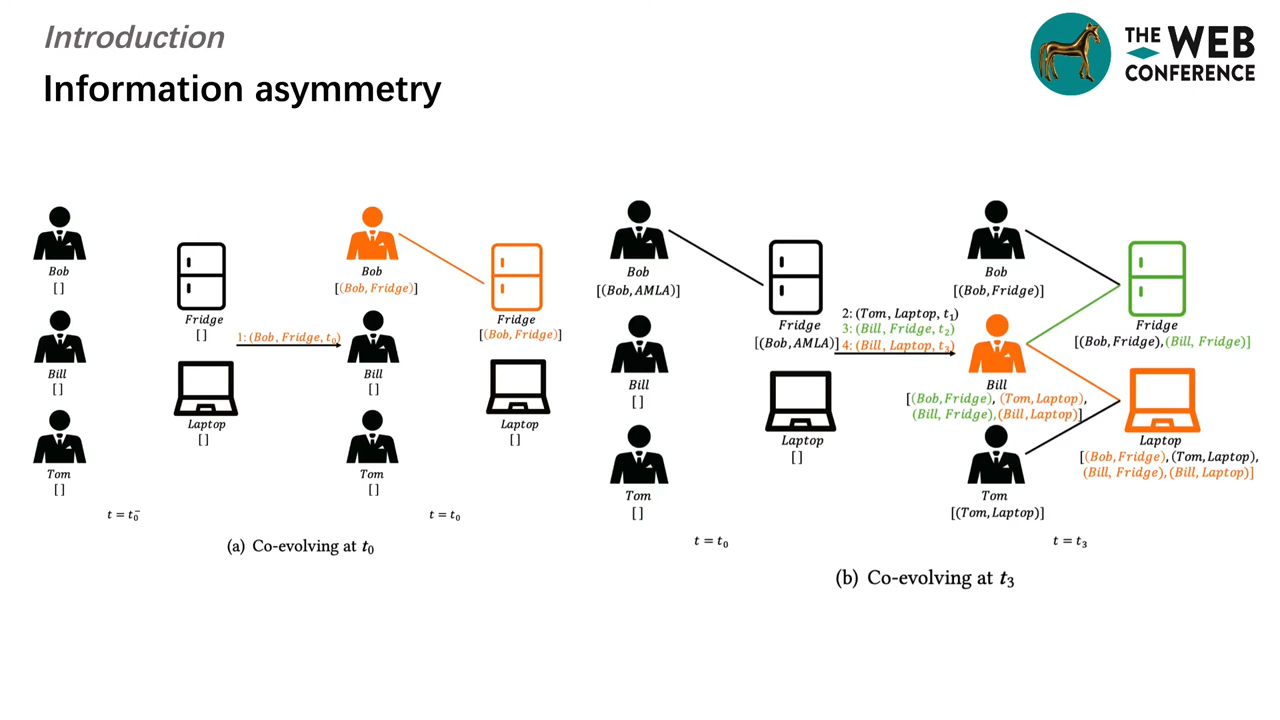 Introduction
Information asymmetry
THE WEB
CONFERENCE
Bob
[ ]
Fridge
[ ]
Bill
[ ]
Laptop
[ ]
Tom
[ ]
t = t₀⁻
1: (Bob, Fridge, t₀)
Bob
[(Bob, Fridge)]
Fridge
[(Bob, Fridge)]
Bill
[ ]
Laptop
[ ]
Tom
[ ]
t = t₀
(a) Co-evolving at t₀
Bob
[(Bob, AMLA)]
Fridge
[(Bob, AMLA)]
Bill
[ ]
Laptop
[ ]
Tom
[ ]
t = t₀
2: (Tom, Laptop, t₁)
3: (Bill, Fridge, t₂)
4: (Bill, Laptop, t₃)
Bob
[(Bob, Fridge)]
Fridge
[(Bob, Fridge), (Bill, Fridge)]
Bill
[(Bob, Fridge), (Tom, Laptop),
(Bill, Fridge), (Bill, Laptop)]
Laptop
[(Bob, Fridge), (Tom, Laptop),
(Bill, Fridge), (Bill, Laptop)]
Tom
[(Tom, Laptop)]
t = t₃
(b) Co-evolving at t₃